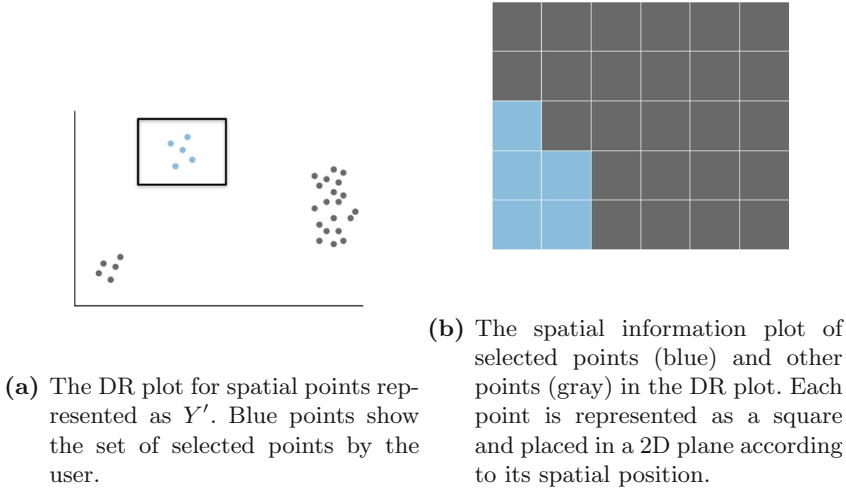 (a) The DR plot for spatial points rep-
resented as Y′. Blue points show
the set of selected points by the
user.
(b) The spatial information plot of
selected points (blue) and other
points (gray) in the DR plot. Each
point is represented as a square
and placed in a 2D plane according
to its spatial position.